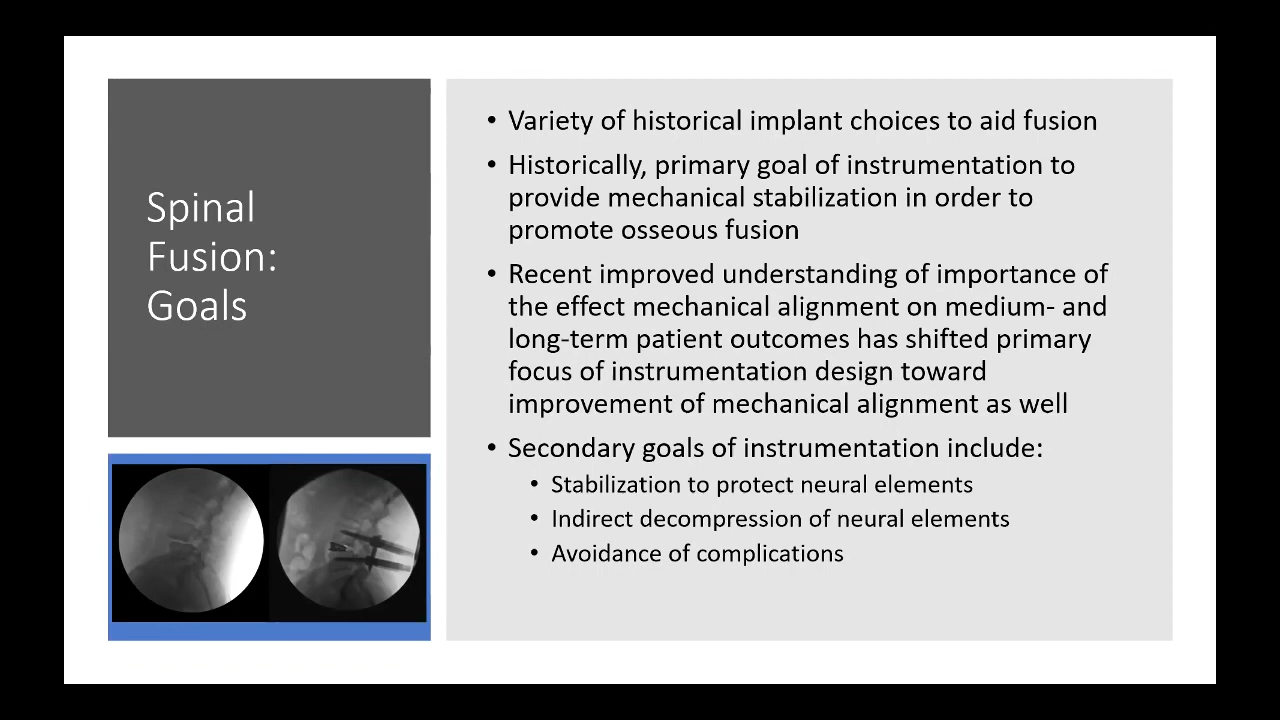 Spinal
Fusion:
Goals
• Variety of historical implant choices to aid fusion
• Historically, primary goal of instrumentation to
provide mechanical stabilization in order to
promote osseous fusion
• Recent improved understanding of importance of
the effect mechanical alignment on medium- and
long-term patient outcomes has shifted primary
focus of instrumentation design toward
improvement of mechanical alignment as well
• Secondary goals of instrumentation include:
• Stabilization to protect neural elements
• Indirect decompression of neural elements
• Avoidance of complications